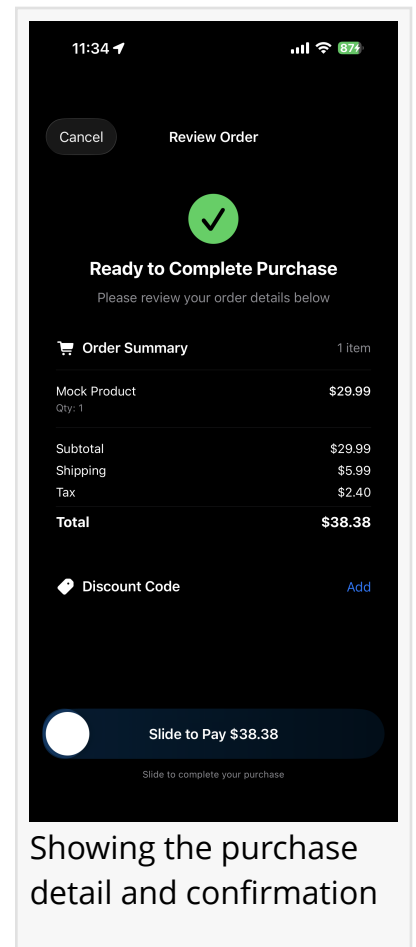 11:34
87
Cancel
Review Order
Ready to Complete Purchase
Please review your order details below
Order Summary 1 item
Mock Product $29.99
Qty: 1
Subtotal $29.99
Shipping $5.99
Tax $2.40
Total $38.38
Discount Code Add
Slide to Pay $38.38
Slide to complete your purchase
Showing the purchase
detail and confirmation